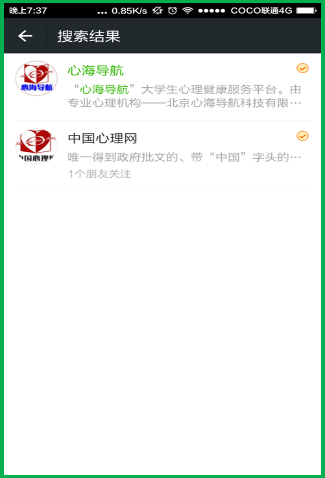 晚上7:37 ... 0.85K/s COCO联通4G
搜索结果
心海导航
心海导航
“心海导航”大学生心理健康服务平台。由
专业心理机构——北京心海导航科技有限…
中国心理网
唯一得到政府批文的、带“中国”字头的…
1个朋友关注